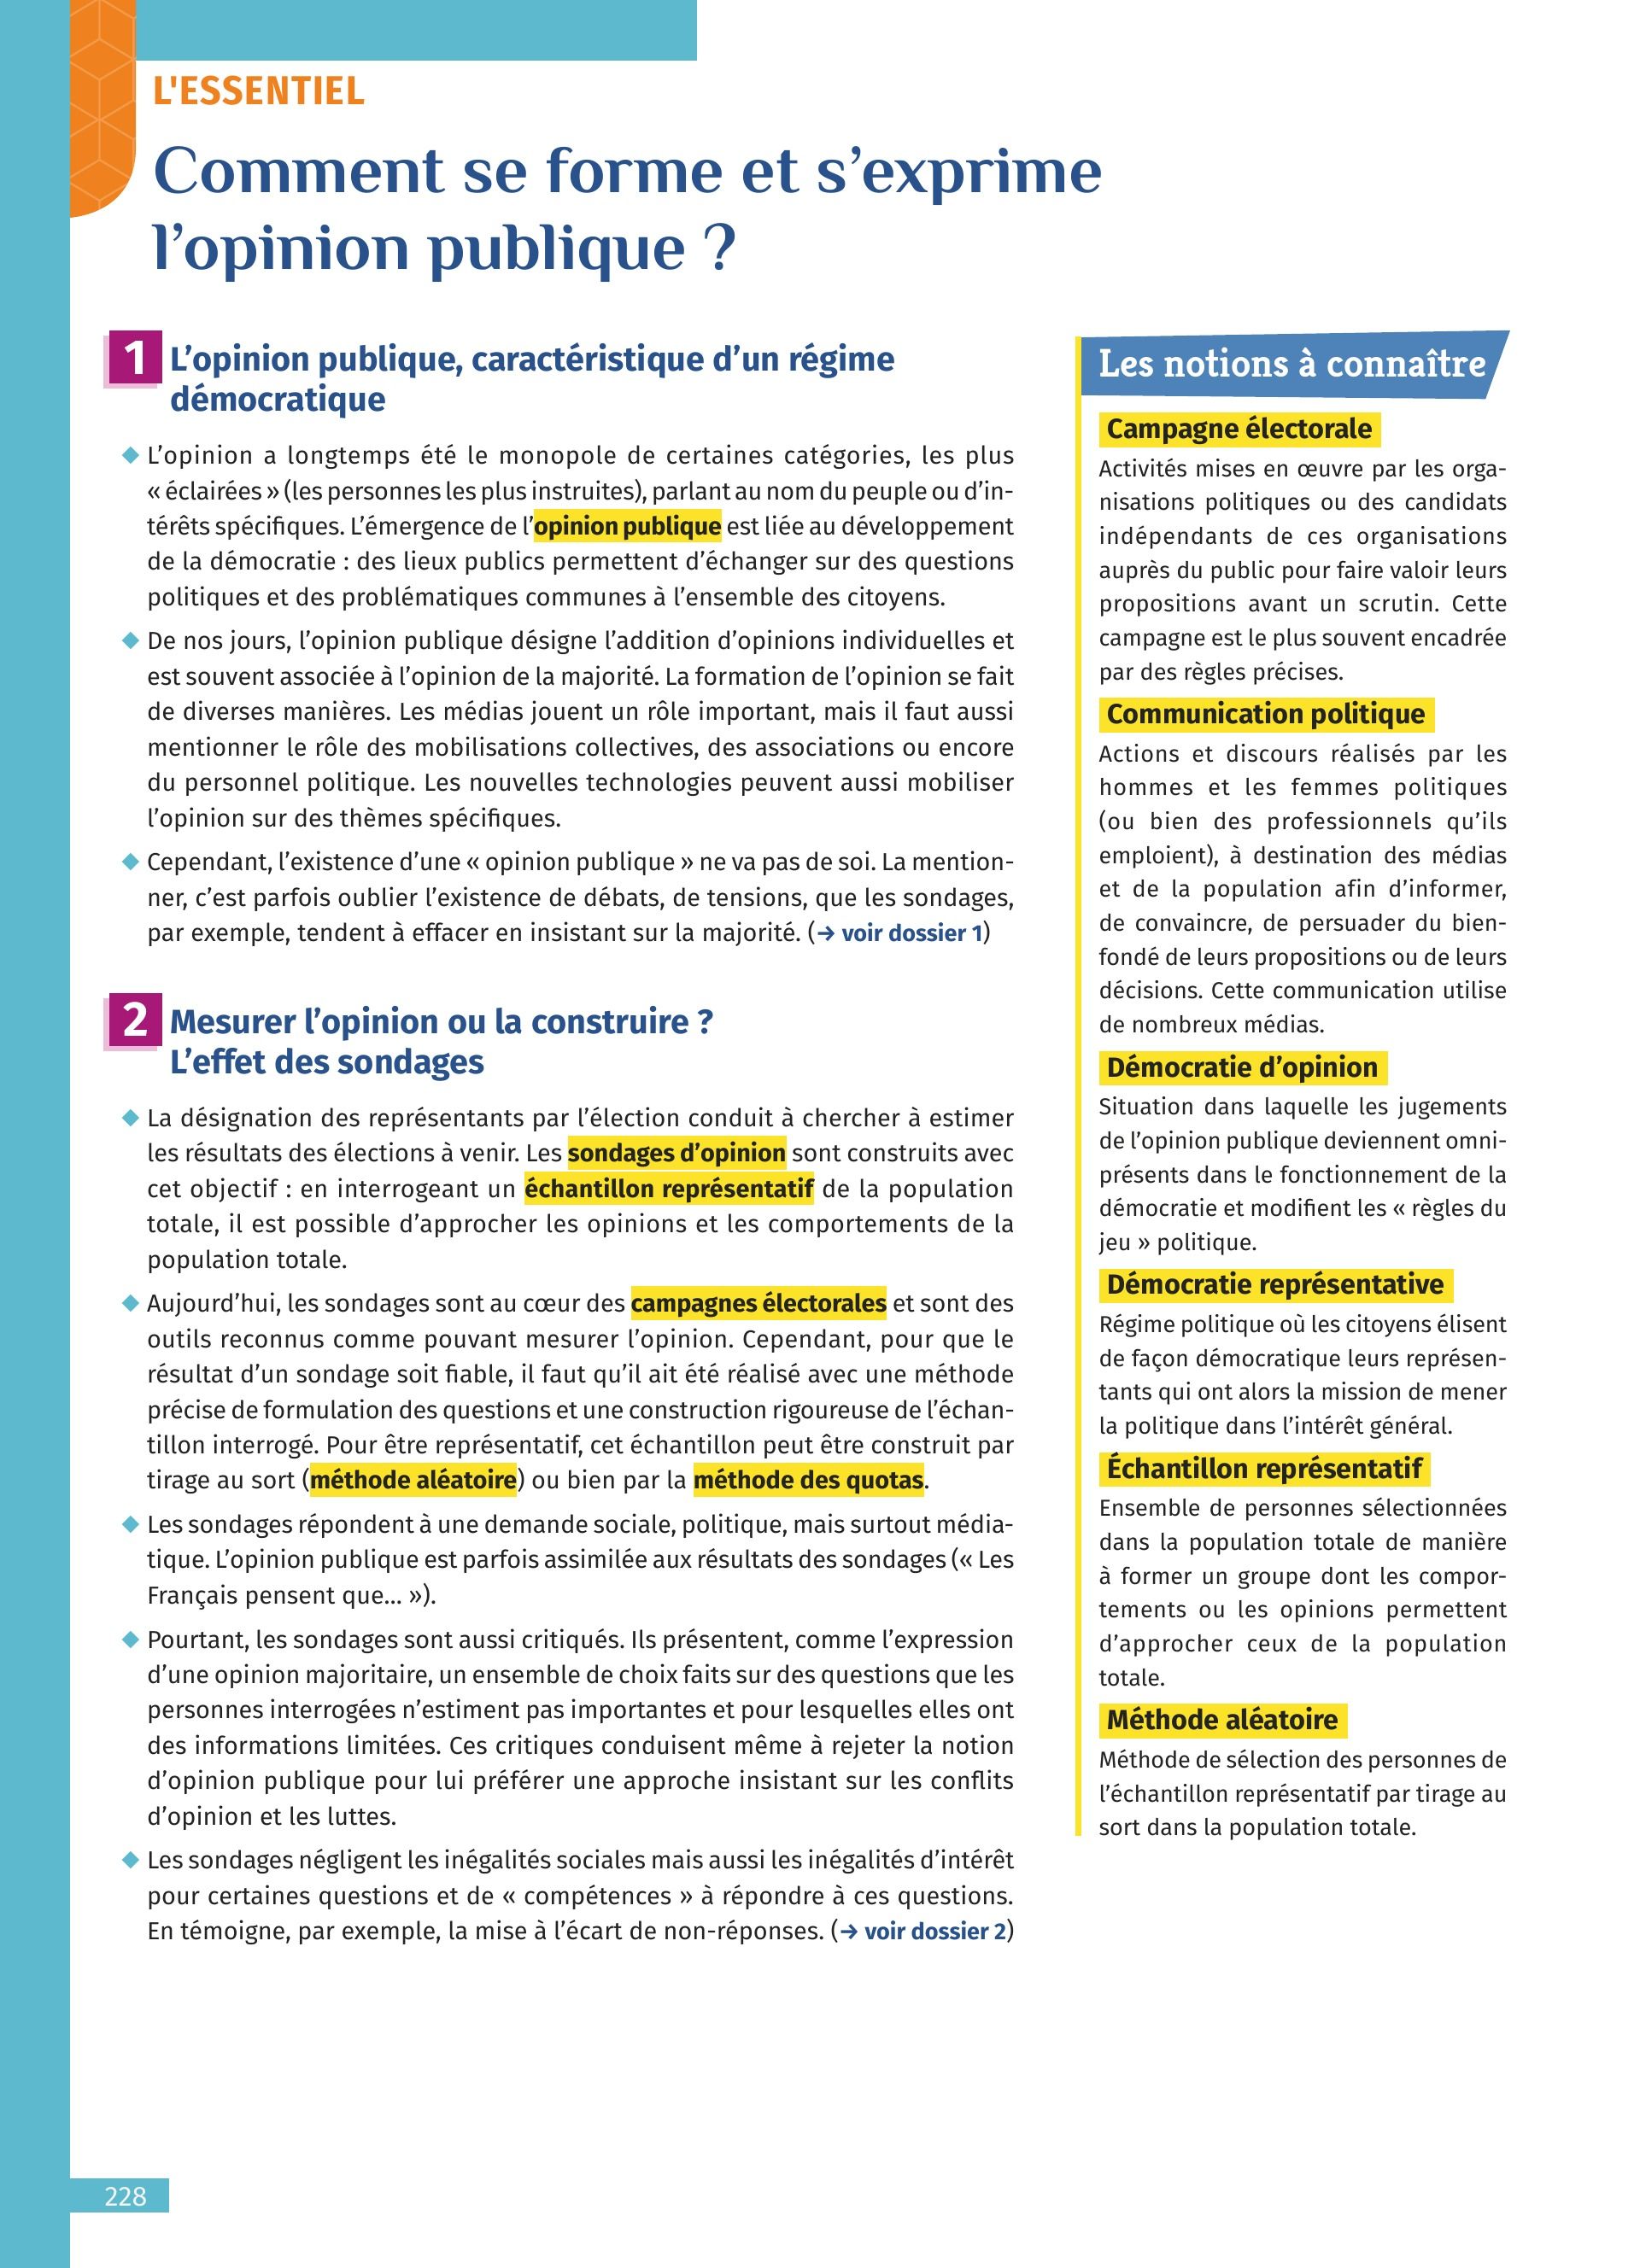 L'ESSENTIEL
Comment se forme et s’exprime
l’opinion publique ?
1 L’opinion publique, caractéristique d’un régime
démocratique
◆ L’opinion a longtemps été le monopole de certaines catégories, les plus
« éclairées » (les personnes les plus instruites), parlant au nom du peuple ou d’in-
térêts spécifiques. L’émergence de l’opinion publique est liée au développement
de la démocratie : des lieux publics permettent d’échanger sur des questions
politiques et des problématiques communes à l’ensemble des citoyens.
◆ De nos jours, l’opinion publique désigne l’addition d’opinions individuelles et
est souvent associée à l’opinion de la majorité. La formation de l’opinion se fait
de diverses manières. Les médias jouent un rôle important, mais il faut aussi
mentionner le rôle des mobilisations collectives, des associations ou encore
du personnel politique. Les nouvelles technologies peuvent aussi mobiliser
l’opinion sur des thèmes spécifiques.
◆ Cependant, l’existence d’une « opinion publique » ne va pas de soi. La mention-
ner, c’est parfois oublier l’existence de débats, de tensions, que les sondages,
par exemple, tendent à effacer en insistant sur la majorité. (→ voir dossier 1)
2 Mesurer l’opinion ou la construire ?
L’effet des sondages
◆ La désignation des représentants par l’élection conduit à chercher à estimer
les résultats des élections à venir. Les sondages d’opinion sont construits avec
cet objectif : en interrogeant un échantillon représentatif de la population
totale, il est possible d’approcher les opinions et les comportements de la
population totale.
◆ Aujourd’hui, les sondages sont au cœur des campagnes électorales et sont des
outils reconnus comme pouvant mesurer l’opinion. Cependant, pour que le
résultat d’un sondage soit fiable, il faut qu’il ait été réalisé avec une méthode
précise de formulation des questions et une construction rigoureuse de l’échan-
tillon interrogé. Pour être représentatif, cet échantillon peut être construit par
tirage au sort (méthode aléatoire) ou bien par la méthode des quotas.
◆ Les sondages répondent à une demande sociale, politique, mais surtout média-
tique. L’opinion publique est parfois assimilée aux résultats des sondages (« Les
Français pensent que... »).
◆ Pourtant, les sondages sont aussi critiqués. Ils présentent, comme l’expression
d’une opinion majoritaire, un ensemble de choix faits sur des questions que les
personnes interrogées n’estiment pas importantes et pour lesquelles elles ont
des informations limitées. Ces critiques conduisent même à rejeter la notion
d’opinion publique pour lui préférer une approche insistant sur les conflits
d’opinion et les luttes.
◆ Les sondages négligent les inégalités sociales mais aussi les inégalités d’intérêt
pour certaines questions et de « compétences » à répondre à ces questions.
En témoigne, par exemple, la mise à l’écart de non-réponses. (→ voir dossier 2)
Les notions à connaître
Campagne électorale
Activités mises en œuvre par les orga-
nisations politiques ou des candidats
indépendants de ces organisations
auprès du public pour faire valoir leurs
propositions avant un scrutin. Cette
campagne est le plus souvent encadrée
par des règles précises.
Communication politique
Actions et discours réalisés par les
hommes et les femmes politiques
(ou bien des professionnels qu’ils
emploient), à destination des médias
et de la population afin d’informer,
de convaincre, de persuader du bien-
fondé de leurs propositions ou de leurs
décisions. Cette communication utilise
de nombreux médias.
Démocratie d’opinion
Situation dans laquelle les jugements
de l’opinion publique deviennent omni-
présents dans le fonctionnement de la
démocratie et modifient les « règles du
jeu » politique.
Démocratie représentative
Régime politique où les citoyens élisent
de façon démocratique leurs représen-
tants qui ont alors la mission de mener
la politique dans l’intérêt général.
Échantillon représentatif
Ensemble de personnes sélectionnées
dans la population totale de manière
à former un groupe dont les compor-
tements ou les opinions permettent
d’approcher ceux de la population
totale.
Méthode aléatoire
Méthode de sélection des personnes de
l’échantillon représentatif par tirage au
sort dans la population totale.
228